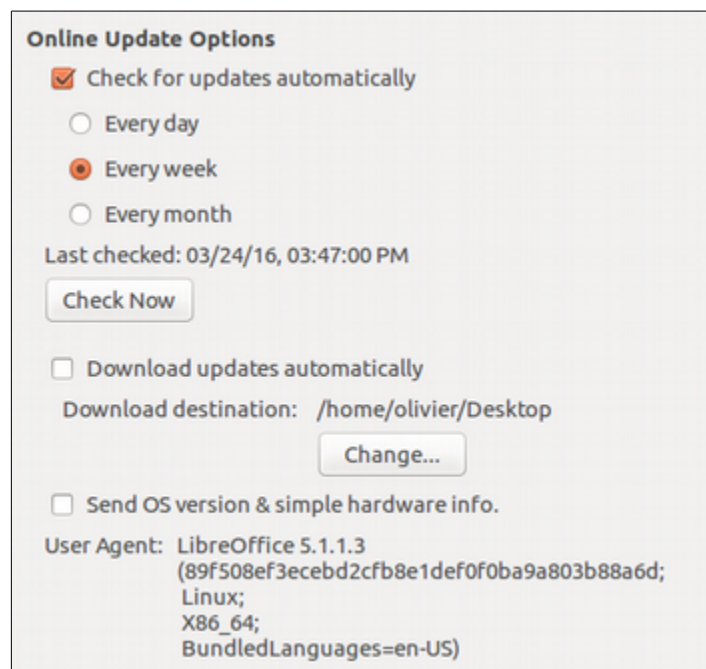 Online Update Options
Check for updates automatically
Every day
Every week
Every month
Last checked: 03/24/16, 03:47:00 PM
Check Now
Download updates automatically
Download destination: /home/olivier/Desktop
Change...
Send OS version & simple hardware info.
User Agent: LibreOffice 5.1.1.3
(89f508ef3ecebd2cfb8e1def0f0ba9a803b88a6d;
Linux;
X86_64;
BundledLanguages=en-US)